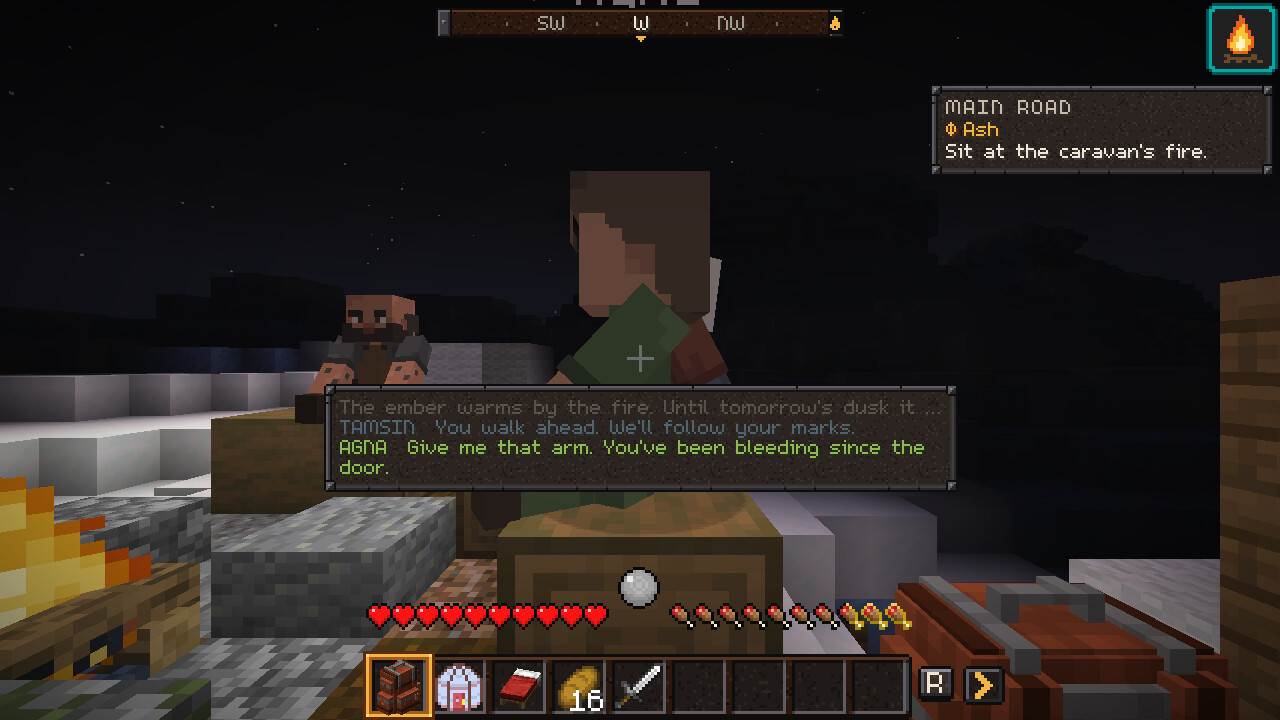 SW W NW
MAIN ROAD
Ash
Sit at the caravan's fire.
The ember warms by the fire. Until tomorrow's dusk it ...
TAMSIN You walk ahead. We'll follow your marks.
AGNA Give me that arm. You've been bleeding since the
door.
16
R